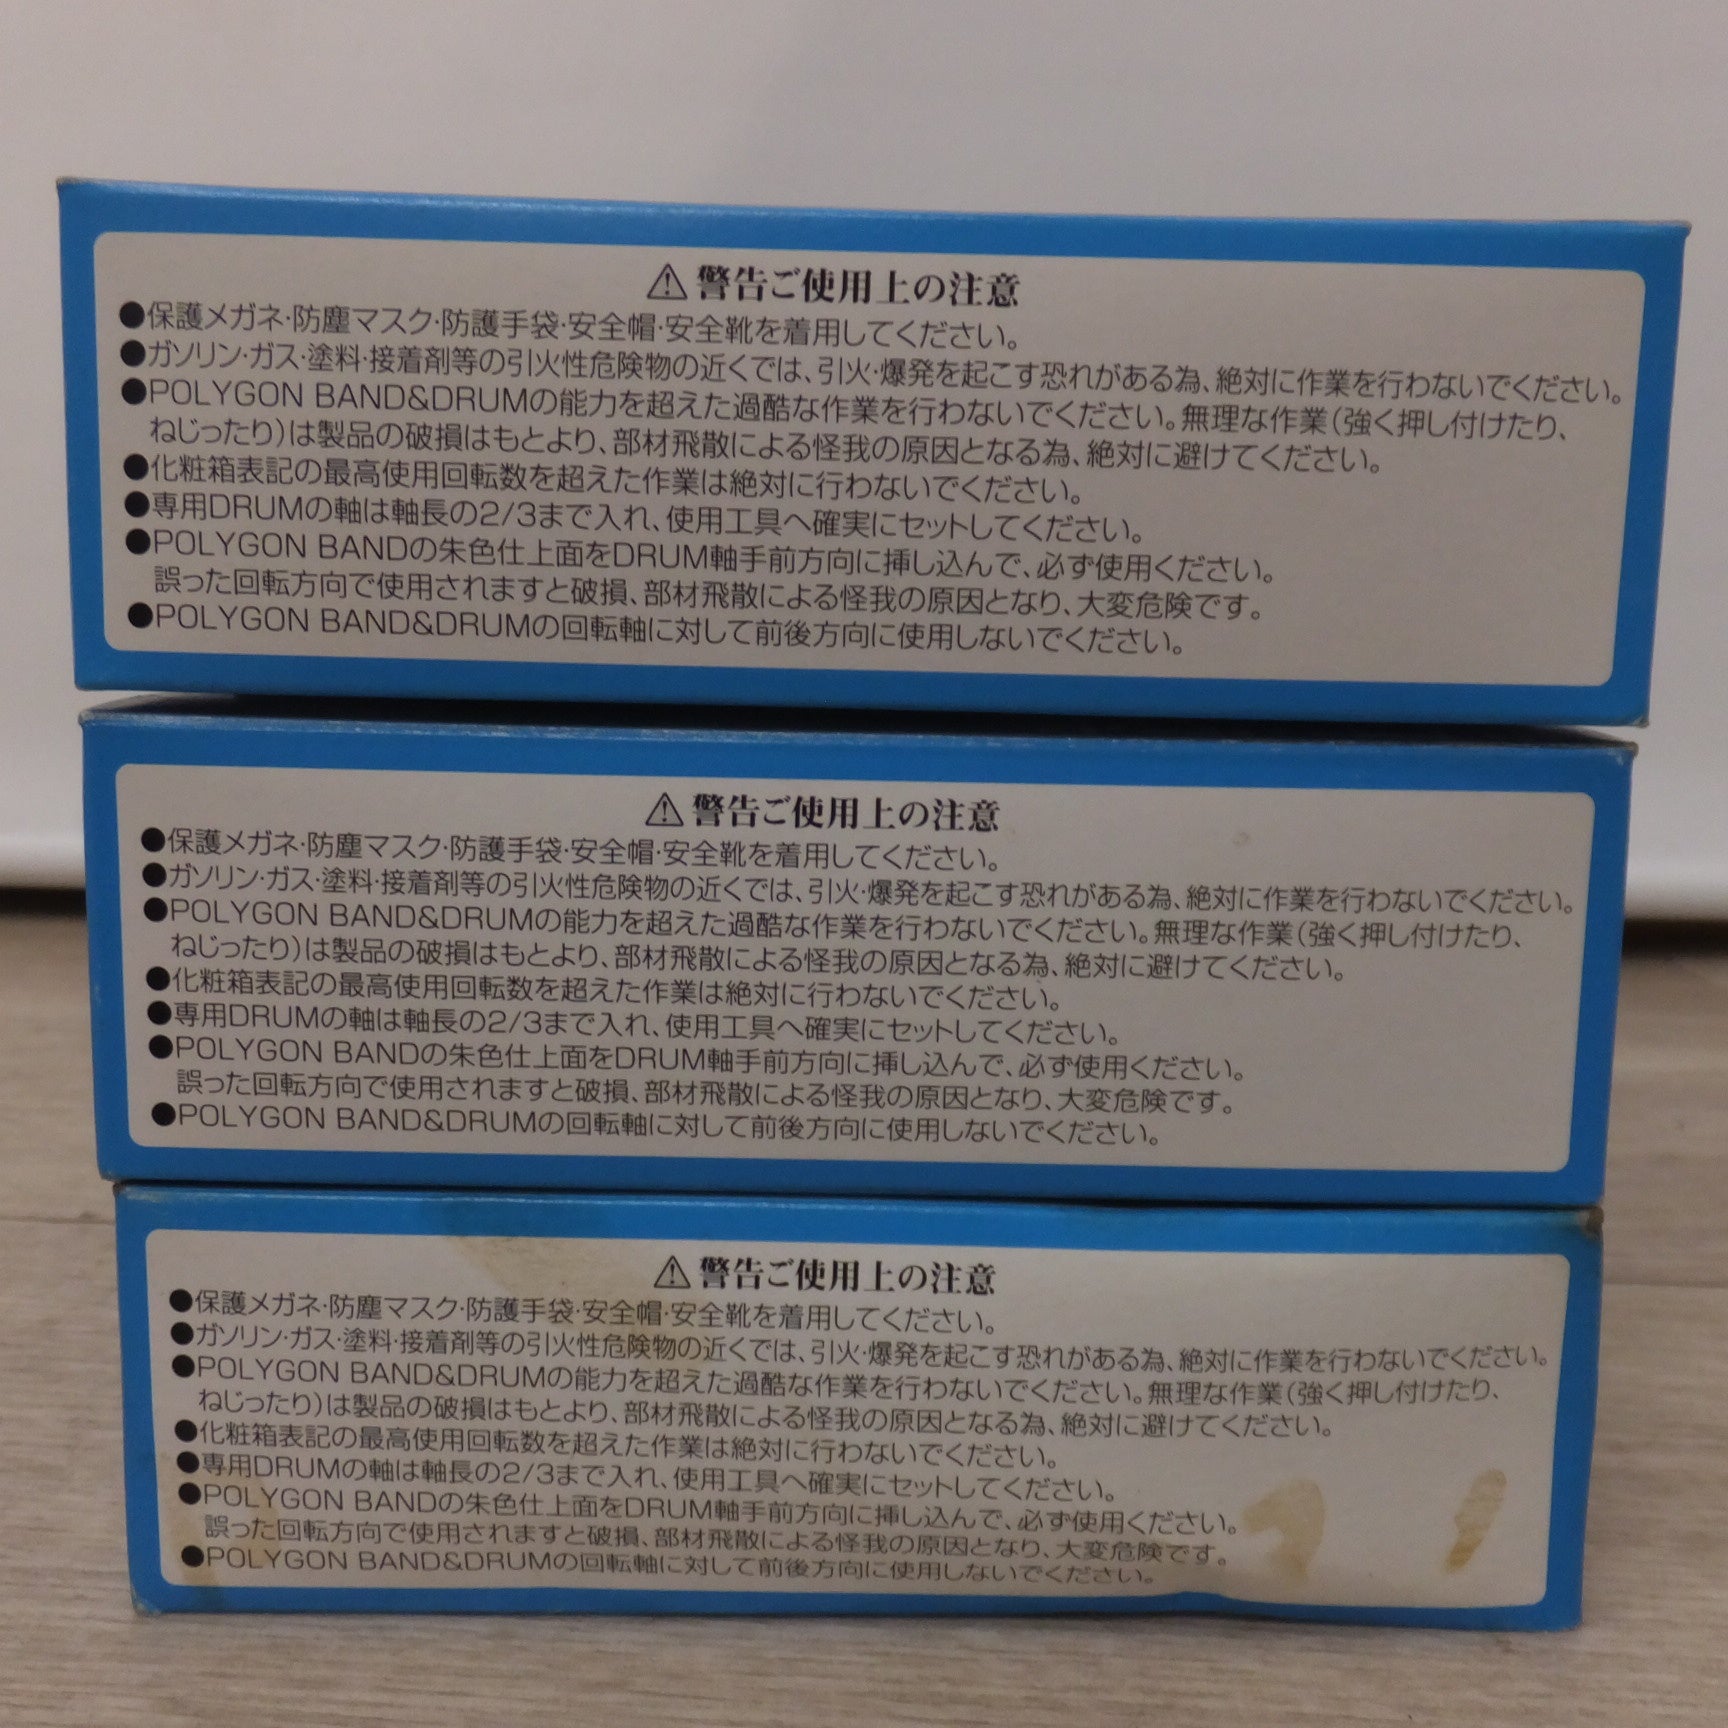 ⚠警告ご使用上の注意
●保護メガネ・防塵マスク・防護手袋・安全帽・安全靴を着用してください。
●ガソリン・ガス・塗料・接着剤等の引火性危険物の近くでは、引火・爆発を起こす恐れがある為、絶対に作業を行わないでください。
●POLYGON BAND&DRUMの能力を超えた過酷な作業を行わないでください。無理な作業(強く押し付けたり、
ねじったり)は製品の破損はもとより、部材飛散による怪我の原因となる為、絶対に避けてください。
●化粧箱表記の最高使用回転数を超えた作業は絶対に行わないでください。
●専用DRUMの軸は軸長の2/3まで入れ、使用工具へ確実にセットしてください。
●POLYGON BANDの朱色仕上面をDRUM軸手前方向に挿し込んで、必ず使用ください。
誤った回転方向で使用されますと破損、部材飛散による怪我の原因となり、大変危険です。
●POLYGON BAND&DRUMの回転軸に対して前後方向に使用しないでください。
⚠警告ご使用上の注意
●保護メガネ・防塵マスク・防護手袋・安全帽・安全靴を着用してください。
●ガソリン・ガス・塗料・接着剤等の引火性危険物の近くでは、引火・爆発を起こす恐れがある為、絶対に作業を行わないでください。
●POLYGON BAND&DRUMの能力を超えた過酷な作業を行わないでください。無理な作業(強く押し付けたり、
ねじったり)は製品の破損はもとより、部材飛散による怪我の原因となる為、絶対に避けてください。
●化粧箱表記の最高使用回転数を超えた作業は絶対に行わないでください。
●専用DRUMの軸は軸長の2/3まで入れ、使用工具へ確実にセットしてください。
●POLYGON BANDの朱色仕上面をDRUM軸手前方向に挿し込んで、必ず使用ください。
誤った回転方向で使用されますと破損、部材飛散による怪我の原因となり、大変危険です。
●POLYGON BAND&DRUMの回転軸に対して前後方向に使用しないでください。
⚠警告ご使用上の注意
●保護メガネ・防塵マスク・防護手袋・安全帽・安全靴を着用してください。
●ガソリン・ガス・塗料・接着剤等の引火性危険物の近くでは、引火・爆発を起こす恐れがある為、絶対に作業を行わないでください。
●POLYGON BAND&DRUMの能力を超えた過酷な作業を行わないでください。無理な作業(強く押し付けたり、
ねじったり)は製品の破損はもとより、部材飛散による怪我の原因となる為、絶対に避けてください。
●化粧箱表記の最高使用回転数を超えた作業は絶対に行わないでください。
●専用DRUMの軸は軸長の2/3まで入れ、使用工具へ確実にセットしてください。
●POLYGON BANDの朱色仕上面をDRUM軸手前方向に挿し込んで、必ず使用ください。
誤った回転方向で使用されますと破損、部材飛散による怪我の原因となり、大変危険です。
●POLYGON BAND&DRUMの回転軸に対して前後方向に使用しないでください。